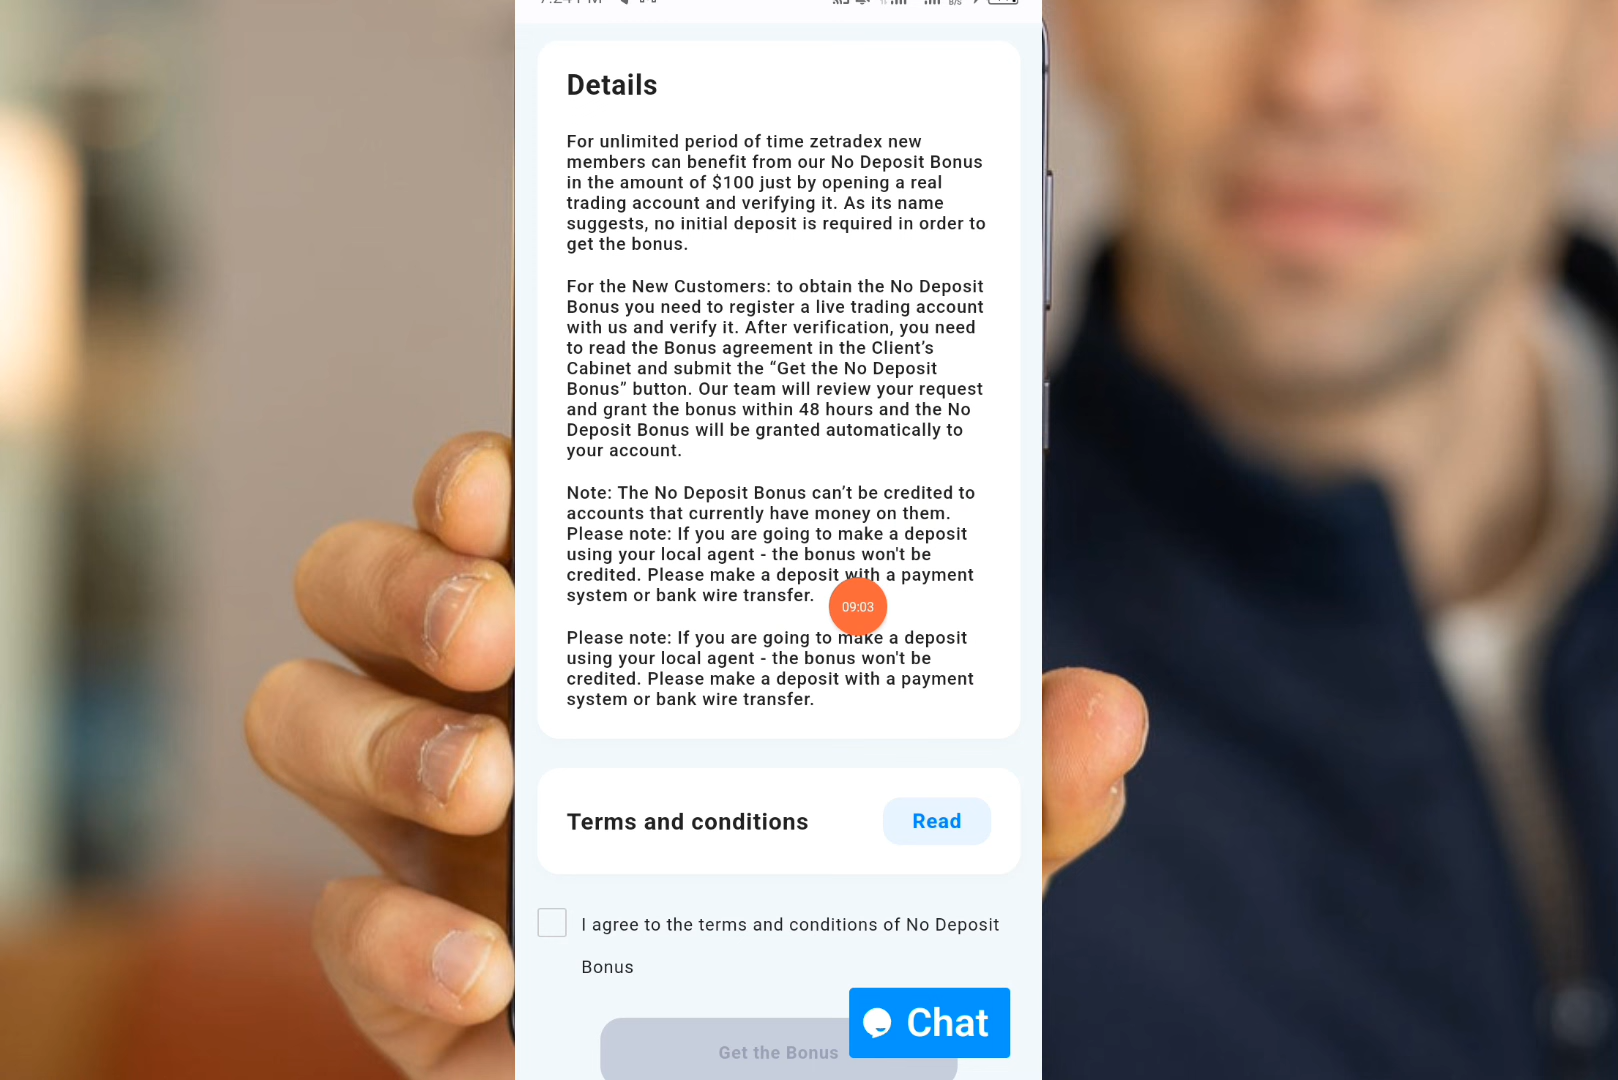 Details
For unlimited period of time zetradex new
members can benefit from our No Deposit Bonus
in the amount of $100 just by opening a real
trading account and verifying it. As its name
suggests, no initial deposit is required in order to
get the bonus.
For the New Customers: to obtain the No Deposit
Bonus you need to register a live trading account
with us and verify it. After verification, you need
to read the Bonus agreement in the Client’s
Cabinet and submit the “Get the No Deposit
Bonus” button. Our team will review your request
and grant the bonus within 48 hours and the No
Deposit Bonus will be granted automatically to
your account.
Note: The No Deposit Bonus can’t be credited to
accounts that currently have money on them.
Please note: If you are going to make a deposit
using your local agent - the bonus won't be
credited. Please make a deposit with a payment
system or bank wire transfer.
09:03
Please note: If you are going to make a deposit
using your local agent - the bonus won't be
credited. Please make a deposit with a payment
system or bank wire transfer.
Terms and conditions
Read
I agree to the terms and conditions of No Deposit
Bonus
Chat
Get the Bonus